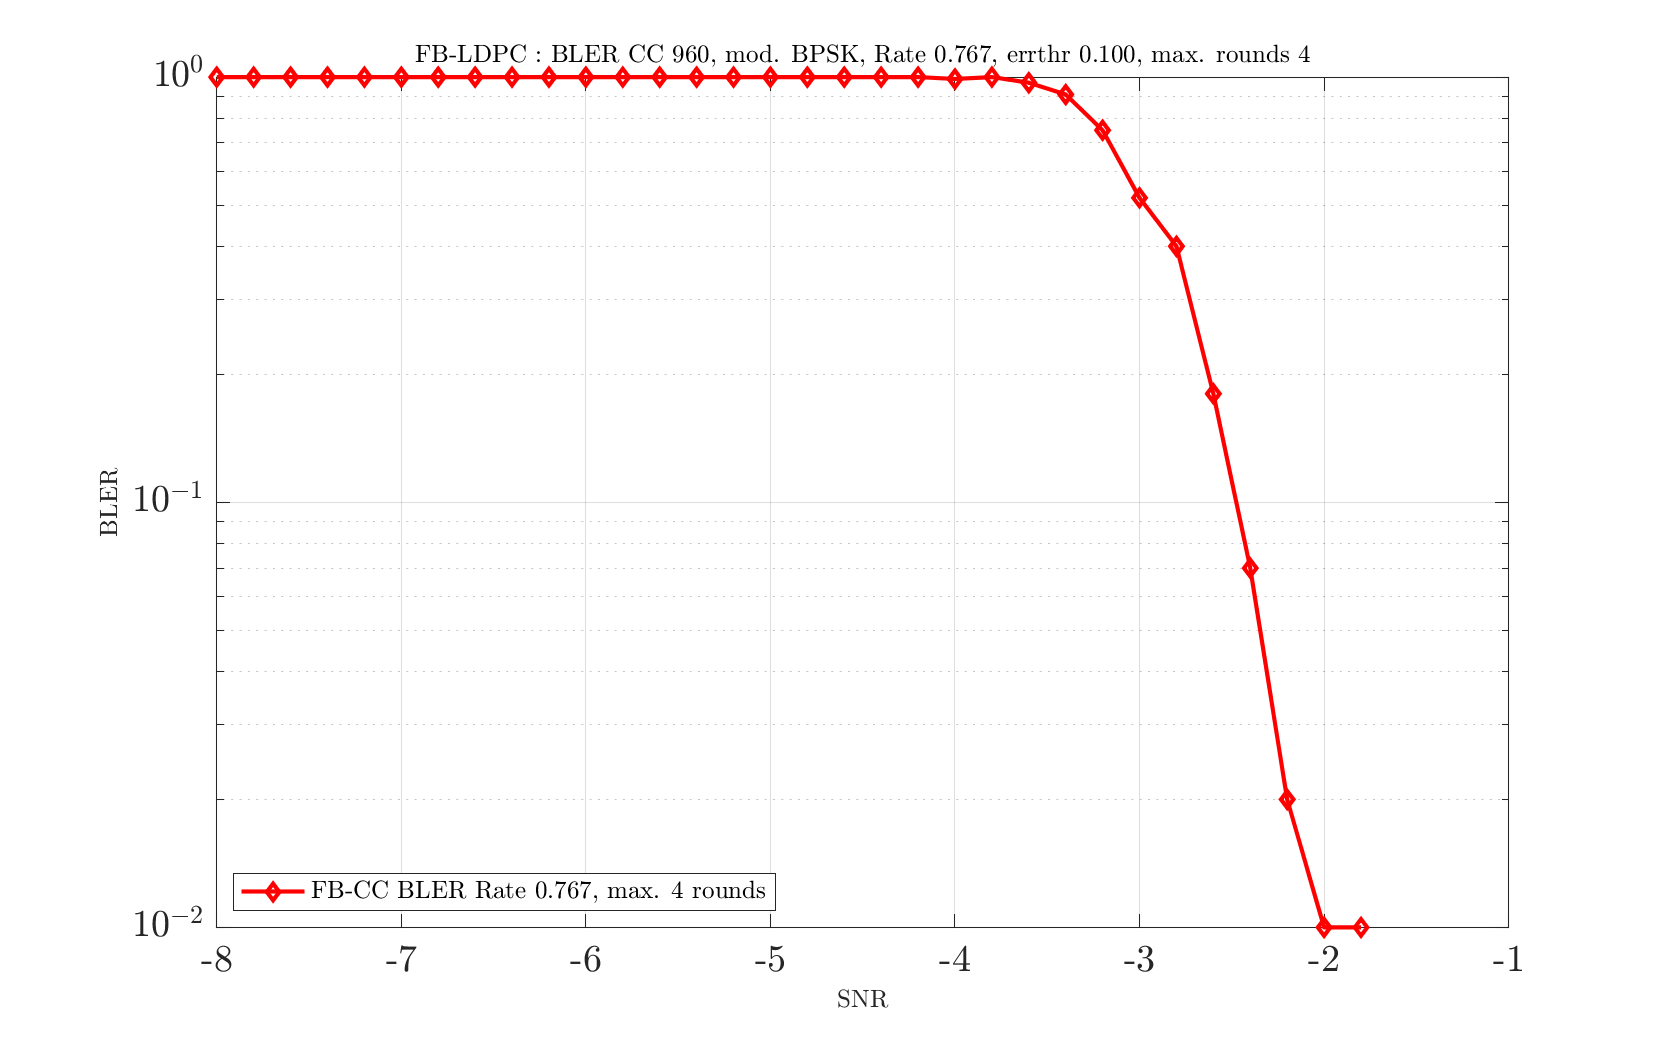 FB-LDPC : BLER CC 960, mod. BPSK, Rate 0.767, errthr 0.100, max. rounds 4
10^0
10^{-1}
10^{-2}
BLER
FB-CC BLER Rate 0.767, max. 4 rounds
-8 -7 -6 -5 -4 -3 -2 -1
SNR